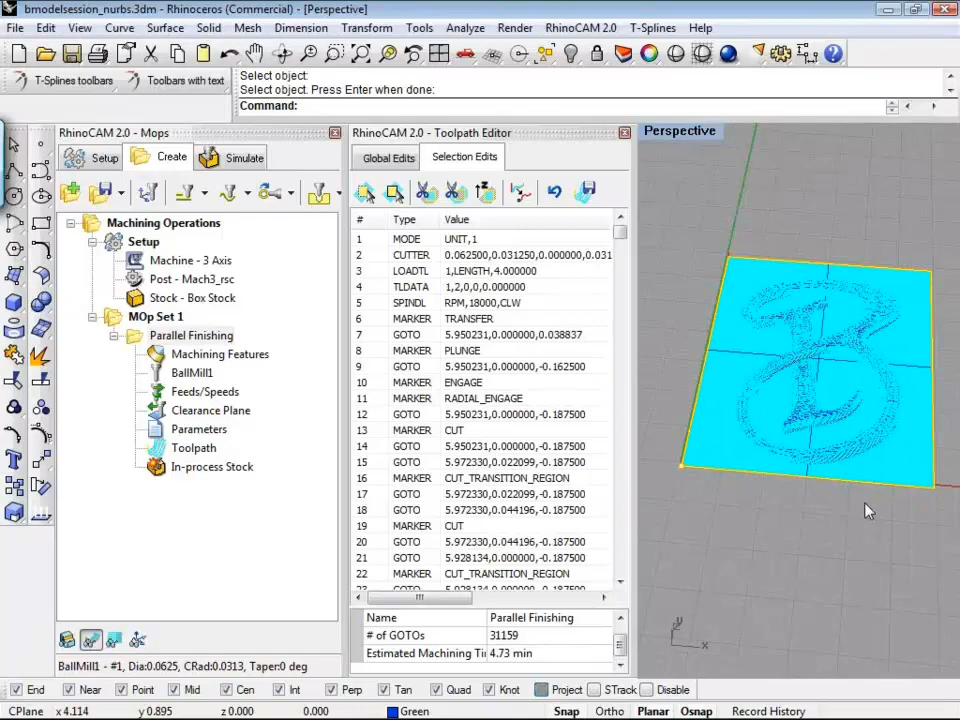 bmodelsession_nurbs.3dm - Rhinoceros (Commercial) - [Perspective]
File Edit View Curve Surface Solid Mesh Dimension Transform Tools Analyze Render RhinoCAM 2.0 T-Splines Help
T-Splines toolbars Toolbars with text
Select object:
Select object. Press Enter when done:
Command:
RhinoCAM 2.0 - Mops
Setup Create Simulate
Machining Operations
Setup
Machine - 3 Axis
Post - Mach3_rsc
Stock - Box Stock
MOp Set 1
Parallel Finishing
Machining Features
BallMill1
Feeds/Speeds
Clearance Plane
Parameters
Toolpath
In-process Stock
BallMill1 - #1, Dia:0.0625, CRad:0.0313, Taper:0 deg
RhinoCAM 2.0 - Toolpath Editor
Global Edits Selection Edits
# Type Value
1 MODE UNIT,1
2 CUTTER 0.062500,0.031250,0.000000,0.031
3 LOADTL 1,LENGTH,4.000000
4 TLDATA 1,2,0,0,0.000000
5 SPINDL RPM,18000,CLW
6 MARKER TRANSFER
7 GOTO 5.950231,0.000000,0.038837
8 MARKER PLUNGE
9 GOTO 5.950231,0.000000,-0.162500
10 MARKER ENGAGE
11 MARKER RADIAL_ENGAGE
12 GOTO 5.950231,0.000000,-0.187500
13 MARKER CUT
14 GOTO 5.950231,0.000000,-0.187500
15 GOTO 5.972330,0.022099,-0.187500
16 MARKER CUT_TRANSITION_REGION
17 GOTO 5.972330,0.022099,-0.187500
18 GOTO 5.972330,0.044196,-0.187500
19 MARKER CUT
20 GOTO 5.972330,0.044196,-0.187500
21 GOTO 5.928134,0.000000,-0.187500
22 MARKER CUT_TRANSITION_REGION
Name Parallel Finishing
# of GOTOs 31159
Estimated Machining Ti 4.73 min
Perspective
B
y
x
End Near Point Mid Cen Int Perp Tan Quad Knot Project STrack Disable
CPlane x 4.114 y 0.895 z 0.000 0.000 Green Snap Ortho Planar Osnap Record History